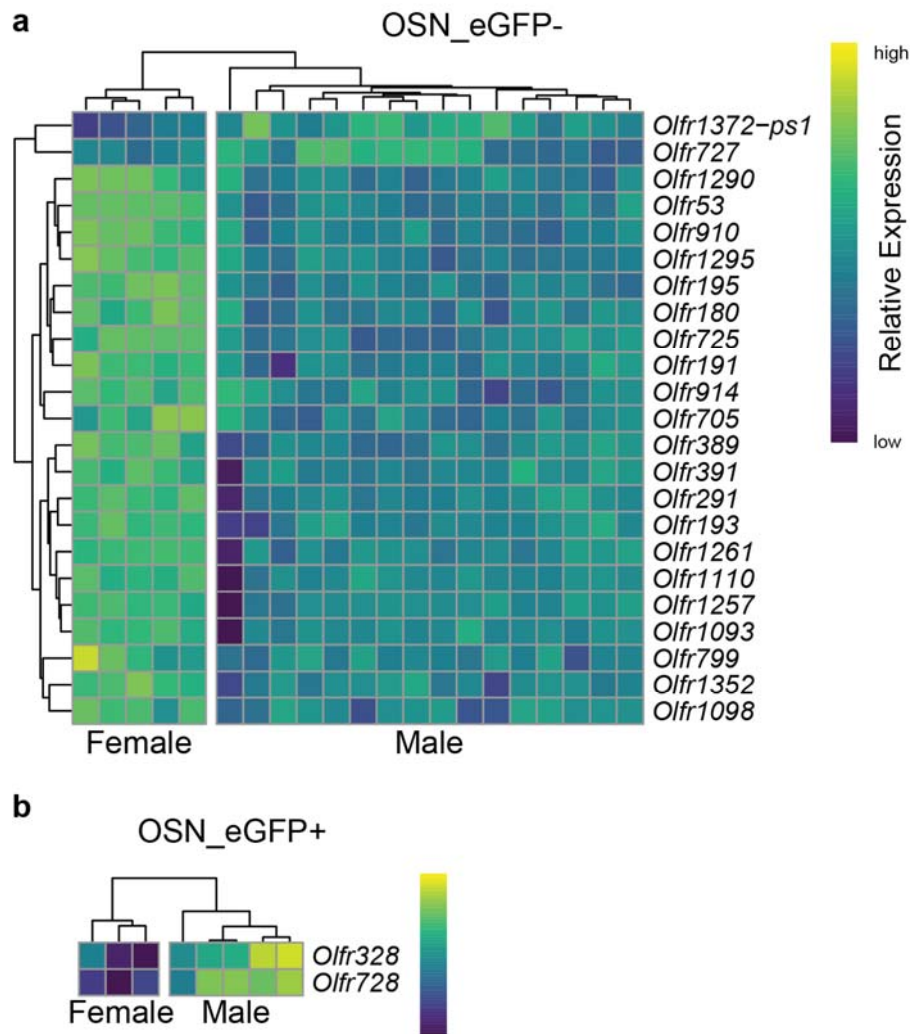 a
OSN_eGFP-
high
Relative Expression
low
Olfr1372-ps1
Olfr727
Olfr1290
Olfr53
Olfr910
Olfr1295
Olfr195
Olfr180
Olfr725
Olfr191
Olfr914
Olfr705
Olfr389
Olfr391
Olfr291
Olfr193
Olfr1261
Olfr1110
Olfr1257
Olfr1093
Olfr799
Olfr1352
Olfr1098
Female Male
b
OSN_eGFP+
Olfr328
Olfr728
Female Male